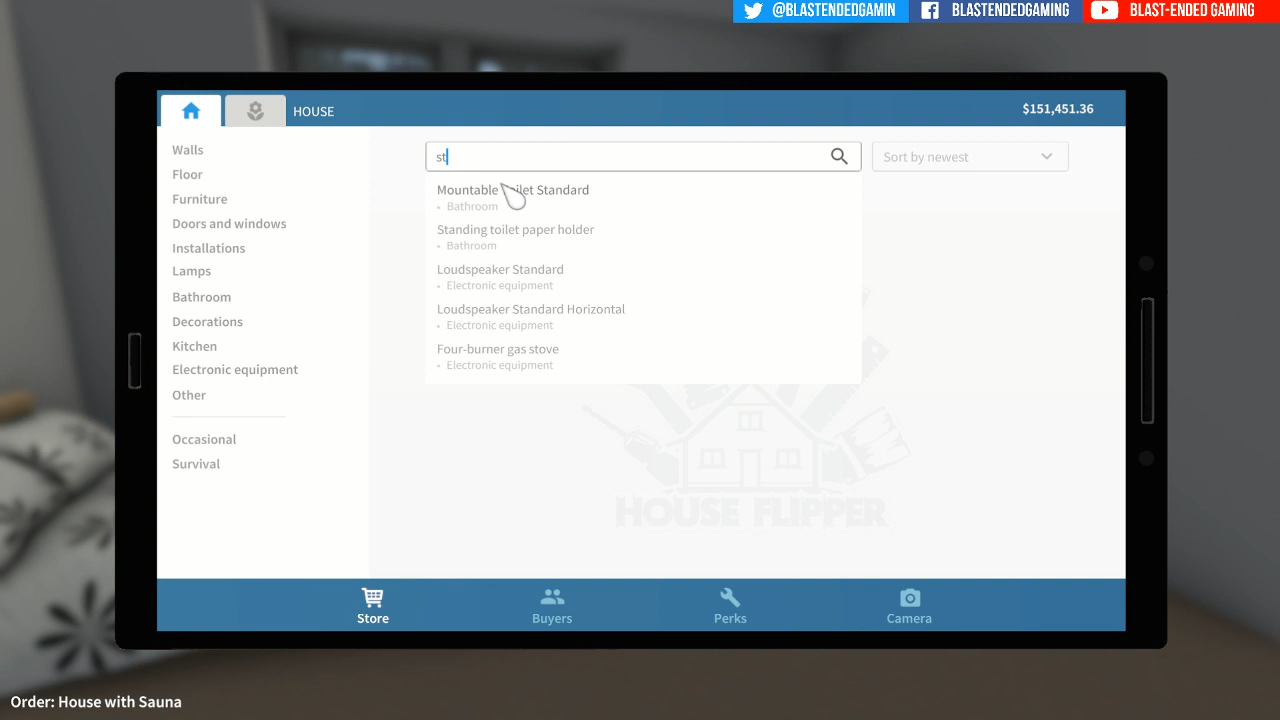 @BLASTENDEDGAMIN
BLASTENDEDGAMING
BLAST-ENDED GAMING
HOUSE
$151,451.36
Walls
Floor
Furniture
Doors and windows
Installations
Lamps
Bathroom
Decorations
Kitchen
Electronic equipment
Other
Occasional
Survival
st
Sort by newest
Mountable Toilet Standard
Bathroom
Standing toilet paper holder
Bathroom
Loudspeaker Standard
Electronic equipment
Loudspeaker Standard Horizontal
Electronic equipment
Four-burner gas stove
Electronic equipment
HOUSE FLIPPER
Store
Buyers
Perks
Camera
Order: House with Sauna